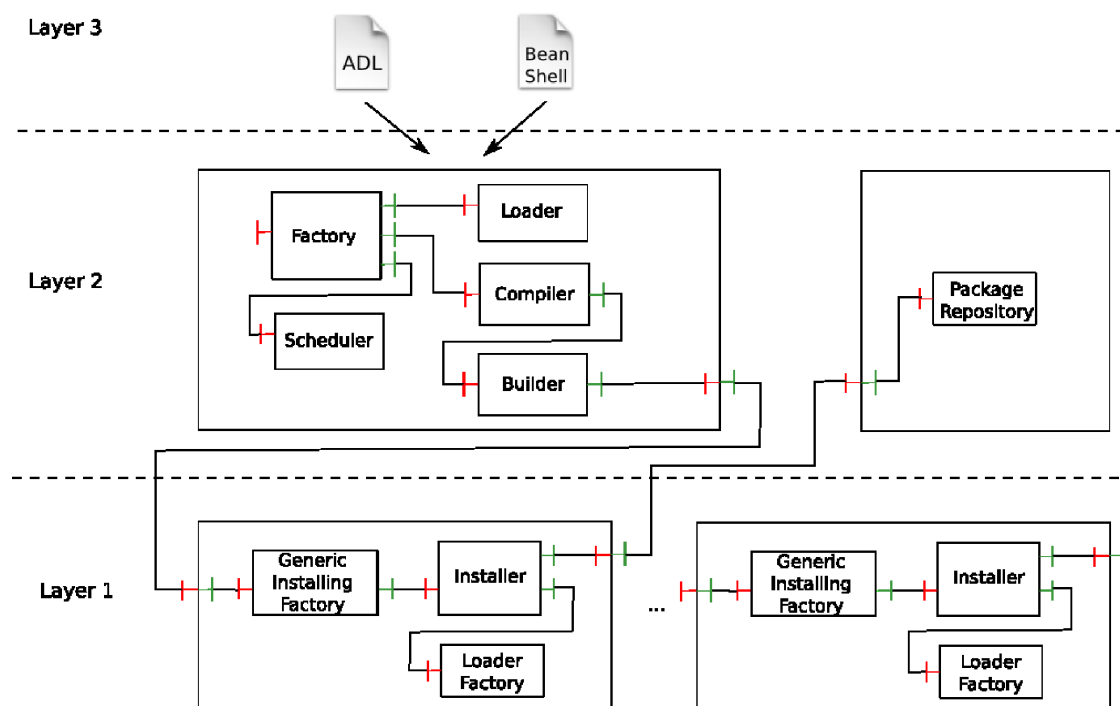 Layer 3
ADL
Bean
Shell
Layer 2
Factory
Loader
Compiler
Scheduler
Builder
Package
Repository
Layer 1
Generic
Installing
Factory
Installer
Loader
Factory
...
Generic
Installing
Factory
Installer
Loader
Factory